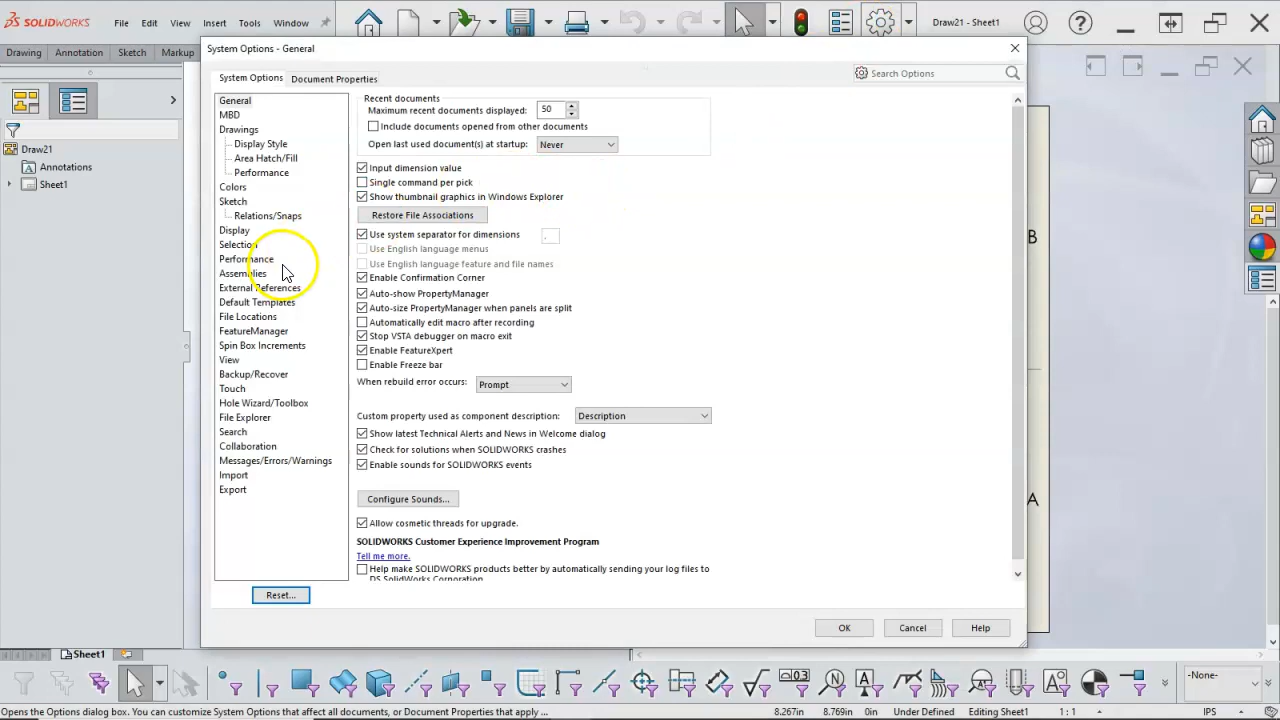 SOLIDWORKS
File
Edit
View
Insert
Tools
Window
Draw21 - Sheet1
Drawing
Annotation
Sketch
Markup
System Options - General
System Options
Document Properties
Search Options
Draw21
Annotations
Sheet1
General
MBD
Drawings
Display Style
Area Hatch/Fill
Performance
Colors
Sketch
Relations/Snaps
Display
Selection
Performance
Assemblies
External References
Default Templates
File Locations
FeatureManager
Spin Box Increments
View
Backup/Recover
Touch
Hole Wizard/Toolbox
File Explorer
Search
Collaboration
Messages/Errors/Warnings
Import
Export
Reset...
Recent documents
Maximum recent documents displayed: 50
Include documents opened from other documents
Open last used document(s) at startup: Never
Input dimension value
Single command per pick
Show thumbnail graphics in Windows Explorer
Restore File Associations
Use system separator for dimensions .
Use English language menus
Use English language feature and file names
Enable Confirmation Corner
Auto-show PropertyManager
Auto-size PropertyManager when panels are split
Automatically edit macro after recording
Stop VSTA debugger on macro exit
Enable FeatureXpert
Enable Freeze bar
When rebuild error occurs: Prompt
Custom property used as component description: Description
Show latest Technical Alerts and News in Welcome dialog
Check for solutions when SOLIDWORKS crashes
Enable sounds for SOLIDWORKS events
Configure Sounds...
Allow cosmetic threads for upgrade.
SOLIDWORKS Customer Experience Improvement Program
Tell me more.
Help make SOLIDWORKS products better by automatically sending your log files to
DS SolidWorks Corporation
OK
Cancel
Help
B
A
Sheet1
-None-
Opens the Options dialog box. You can customize System Options that affect all documents, or Document Properties that apply ...
8.267in
8.769in
0in
Under Defined
Editing Sheet1
1 : 1
IPS